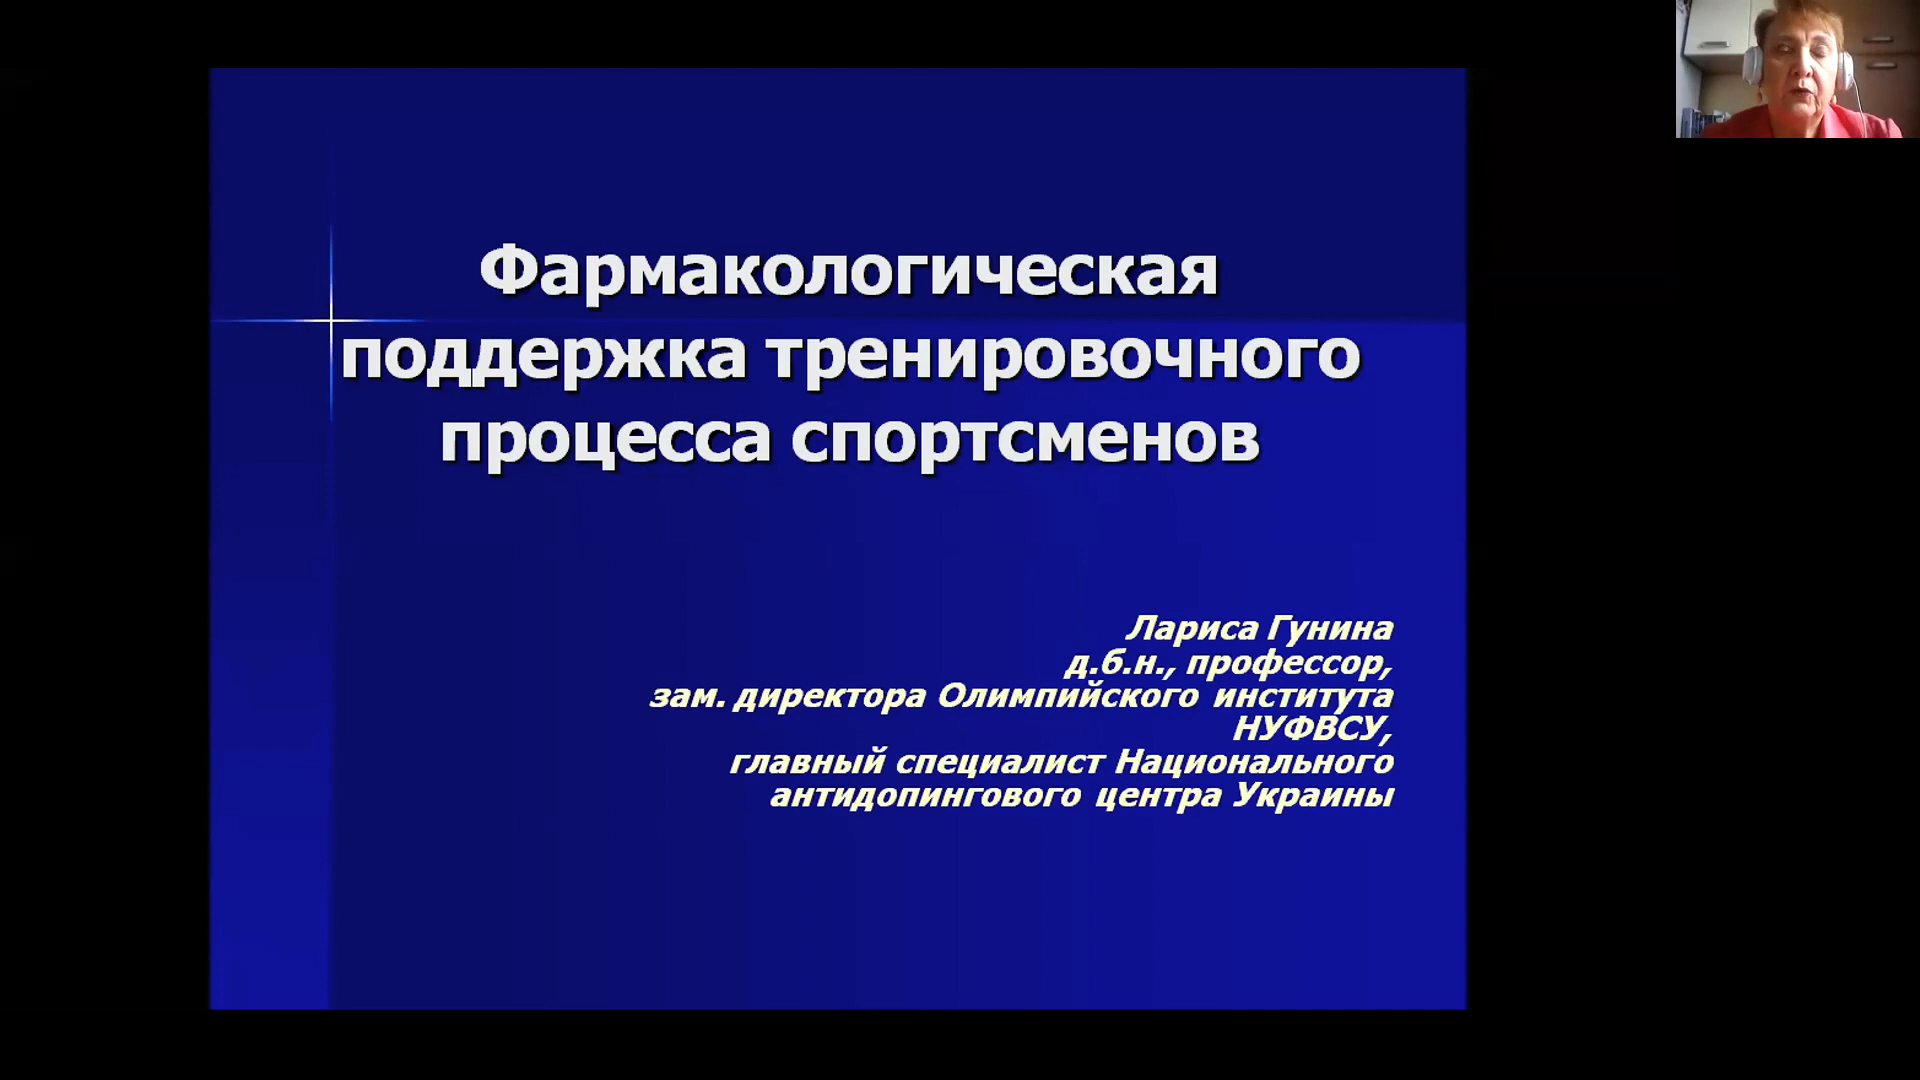 Фармакологическая
поддержка тренировочного
процесса спортсменов
Лариса Гунина
д.б.н., профессор,
зам. директора Олимпийского института
НУФВСУ,
главный специалист Национального
антидопингового центра Украины